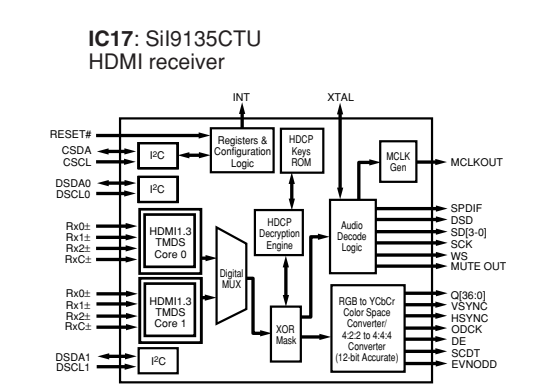 IC17: SiI9135CTU
HDMI receiver
INT
XTAL
RESET#
CSDA
CSCL
I²C
Registers &
Configuration
Logic
HDCP
Keys
ROM
MCLK
Gen
MCLKOUT
DSDA0
DSCL0
I²C
Rx0±
Rx1±
Rx2±
RxC±
HDMI1.3
TMDS
Core 0
Digital
MUX
HDCP
Decryption
Engine
Audio
Decode
Logic
SPDIF
DSD
SD[3-0]
SCK
WS
MUTE OUT
Rx0±
Rx1±
Rx2±
RxC±
HDMI1.3
TMDS
Core 1
XOR
Mask
RGB to YCbCr
Color Space
Converter/
4:2:2 to 4:4:4
Converter
(12-bit Accurate)
Q[36:0]
VSYNC
HSYNC
ODCK
DE
SCDT
EVNODD
DSDA1
DSCL1
I²C